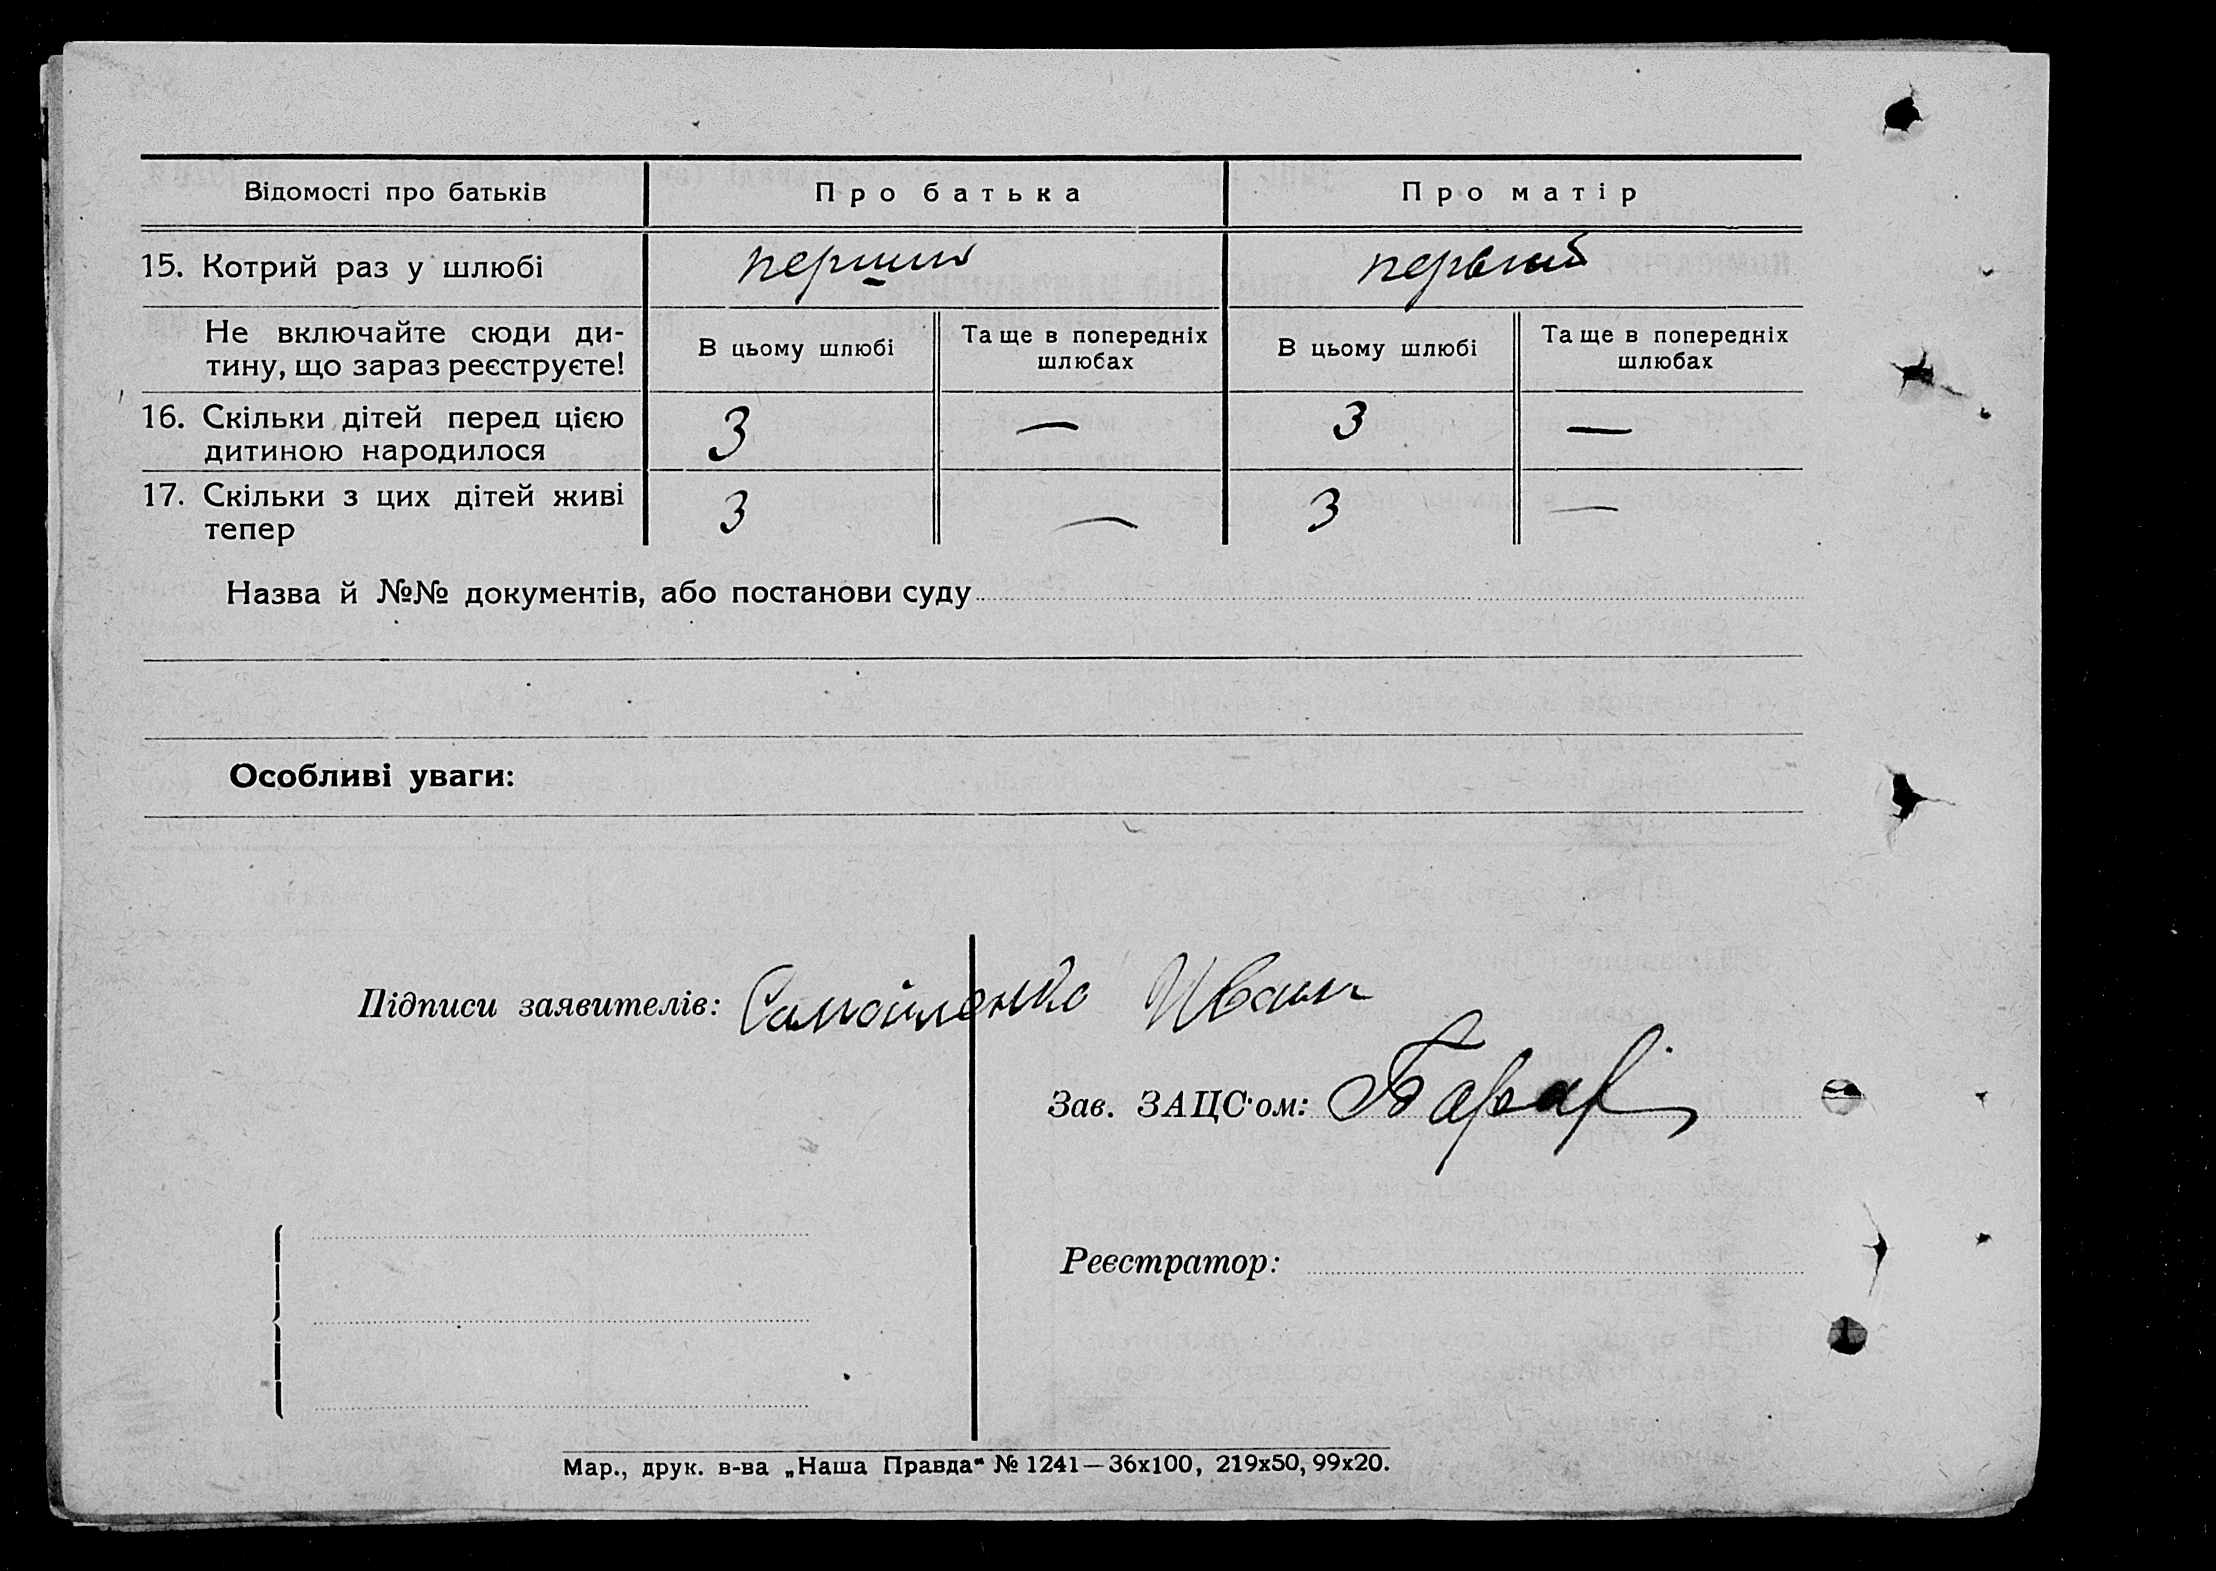 Відомості про батьків Про батька Про матір
15. Котрий раз у шлюбі перший первий
Не включайте сюди ди-
тину, що зараз реєструєте!
В цьому шлюбі
Та ще в попередніх
шлюбах
В цьому шлюбі
Та ще в попередніх
шлюбах
16. Скільки дітей перед цією
дитиною народилося
3 — 3 —
17. Скільки з цих дітей живі
тепер
3 — 3 —
Назва й №№ документів, або постанови суду
Особливі уваги:
Підписи заявителів: Самойленко Иван
Зав. ЗАЦС'ом:
Реєстратор:
Мар., друк. в-ва „Наша Правда" № 1241—36х100, 219х50, 99х20.